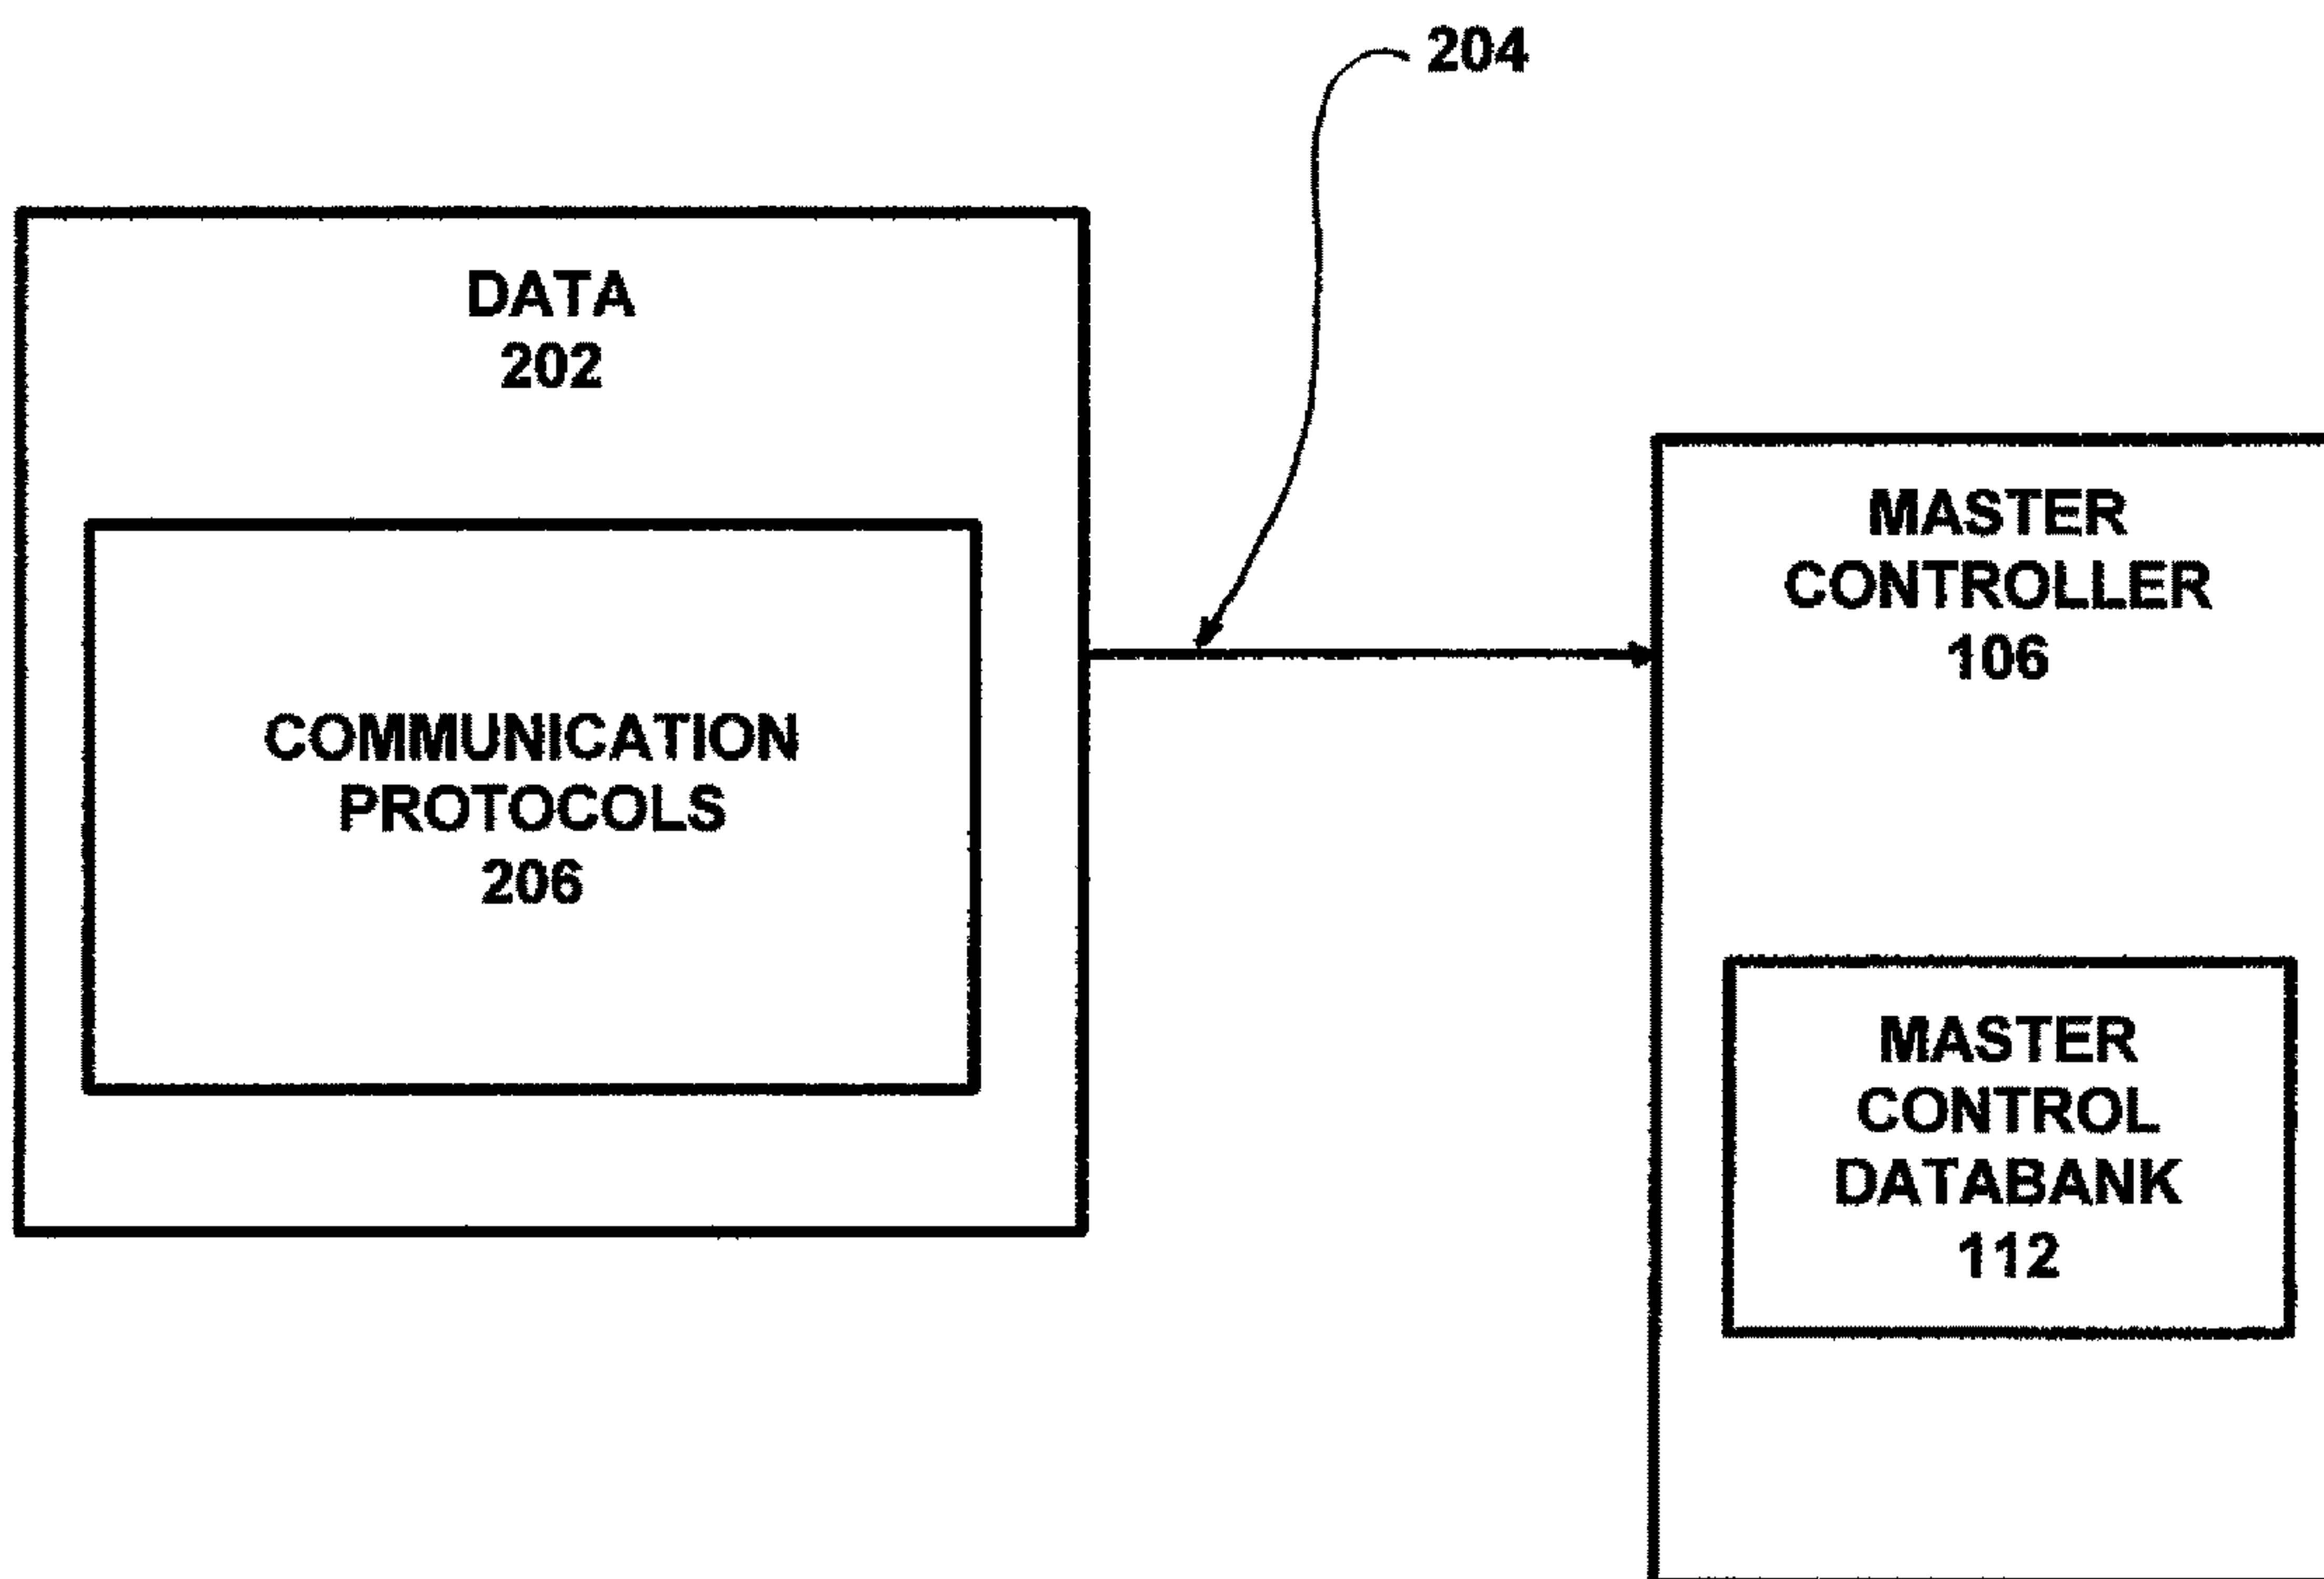 204
DATA
202
COMMUNICATION
PROTOCOLS
206
MASTER
CONTROLLER
106
MASTER
CONTROL
DATABANK
112